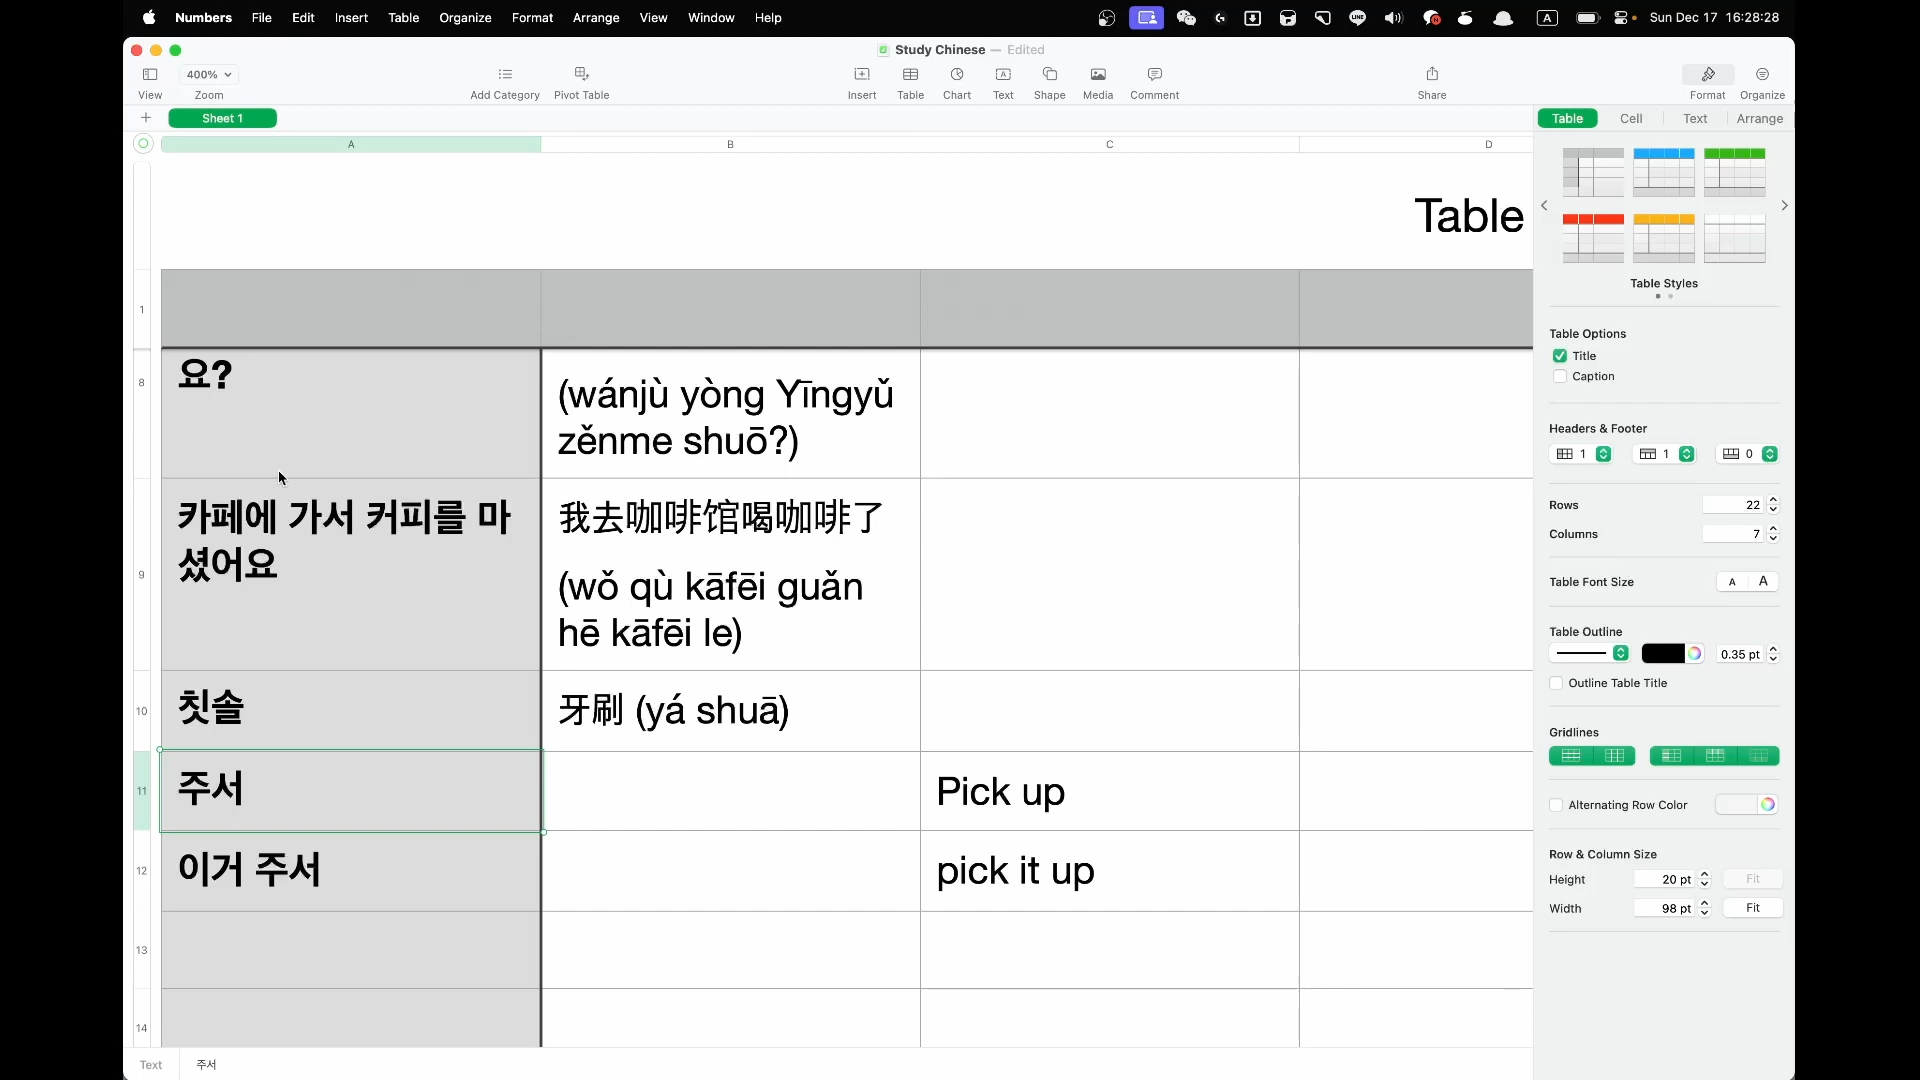 Numbers File Edit Insert Table Organize Format Arrange View Window Help
A Sun Dec 17 16:28:28
Study Chinese — Edited
400%
View Zoom Add Category Pivot Table Insert Table Chart Text Shape Media Comment Share Format Organize
Sheet 1
Table Cell Text Arrange
A B C D
Table
Table Styles
1
Table Options
Title
Caption
8
요?
(wánjù yòng Yīngyǔ
zěnme shuō?)
Headers & Footer
1 1 0
9
카페에 가서 커피를 마
셨어요
我去咖啡馆喝咖啡了
(wǒ qù kāfēi guǎn
hē kāfēi le)
Rows 22
Columns 7
Table Font Size A A
Table Outline
0.35 pt
Outline Table Title
10
칫솔
牙刷 (yá shuā)
Gridlines
11
주서
Pick up
Alternating Row Color
12
이거 주서
pick it up
Row & Column Size
Height 20 pt Fit
Width 98 pt Fit
13
14
Text 주서